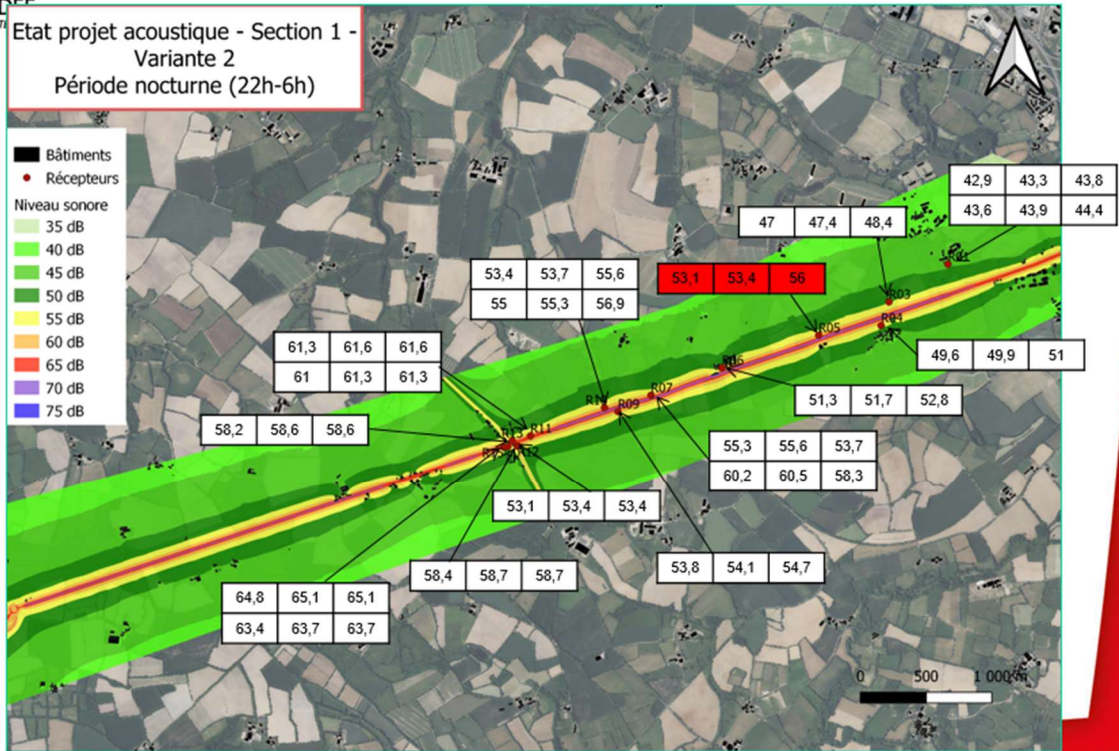 Etat projet acoustique - Section 1 -
Variante 2
Période nocturne (22h-6h)
Bâtiments
Récepteurs
Niveau sonore
35 dB
40 dB
45 dB
50 dB
55 dB
60 dB
65 dB
70 dB
75 dB
42,9 43,3 43,8
43,6 43,9 44,4
47 47,4 48,4
53,1 53,4 56
53,4 53,7 55,6
55 55,3 56,9
61,3 61,6 61,6
61 61,3 61,3
58,2 58,6 58,6
R03
R04
R05
R07
R09
R11
R12
R13
49,6 49,9 51
51,3 51,7 52,8
55,3 55,6 53,7
60,2 60,5 58,3
53,1 53,4 53,4
53,8 54,1 54,7
58,4 58,7 58,7
64,8 65,1 65,1
63,4 63,7 63,7
0 500 1 000 m